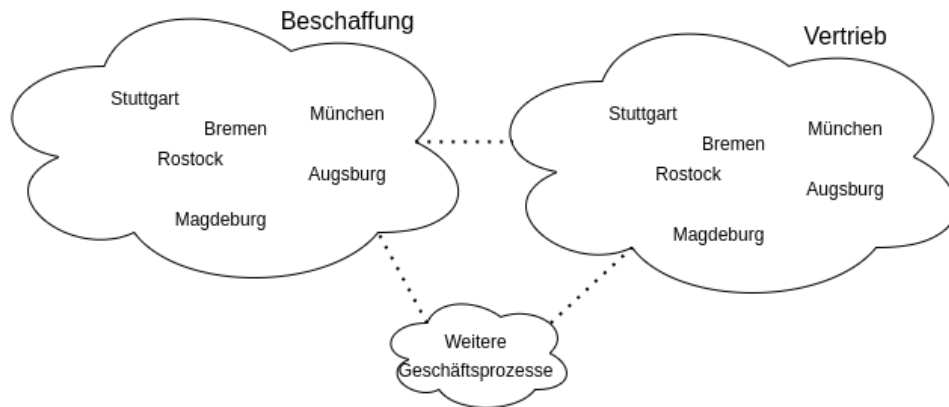 Beschaffung
Stuttgart
München
Bremen
Rostock
Augsburg
Magdeburg
Vertrieb
Stuttgart
München
Bremen
Rostock
Augsburg
Magdeburg
Weitere
Geschäftsprozesse